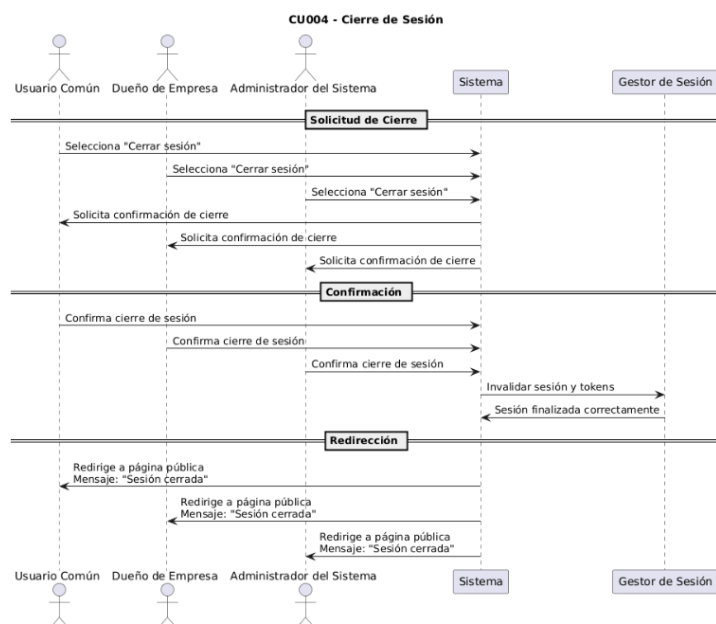 CU004 - Cierre de Sesión
Usuario Común Dueño de Empresa Administrador del Sistema Sistema Gestor de Sesión
Solicitud de Cierre
Selecciona "Cerrar sesión"
Selecciona "Cerrar sesión"
Selecciona "Cerrar sesión"
Solicita confirmación de cierre
Solicita confirmación de cierre
Solicita confirmación de cierre
Confirmación
Confirma cierre de sesión
Confirma cierre de sesión
Confirma cierre de sesión
Invalidar sesión y tokens
Sesión finalizada correctamente
Redirección
Redirige a página pública
Mensaje: "Sesión cerrada"
Redirige a página pública
Mensaje: "Sesión cerrada"
Redirige a página pública
Mensaje: "Sesión cerrada"
Usuario Común Dueño de Empresa Administrador del Sistema Sistema Gestor de Sesión